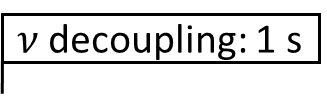 ν decoupling: 1 s